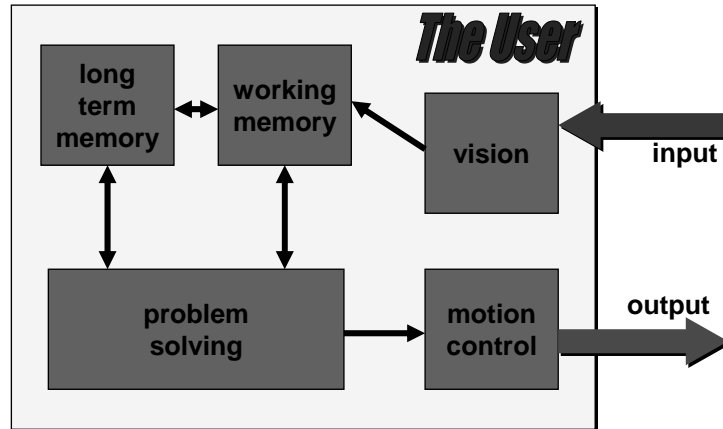 The User
long
term
memory
working
memory
vision
input
problem
solving
motion
control
output